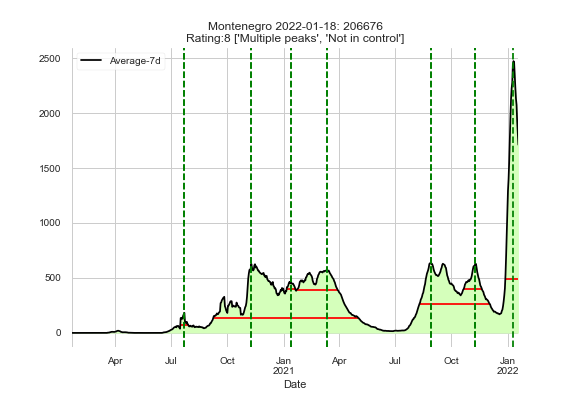 Montenegro 2022-01-18: 206676
Rating:8 ['Multiple peaks', 'Not in control']
Average-7d
2500
2000
1500
1000
500
0
Apr Jul Oct Jan Apr Jul Oct Jan
2021 2022
Date